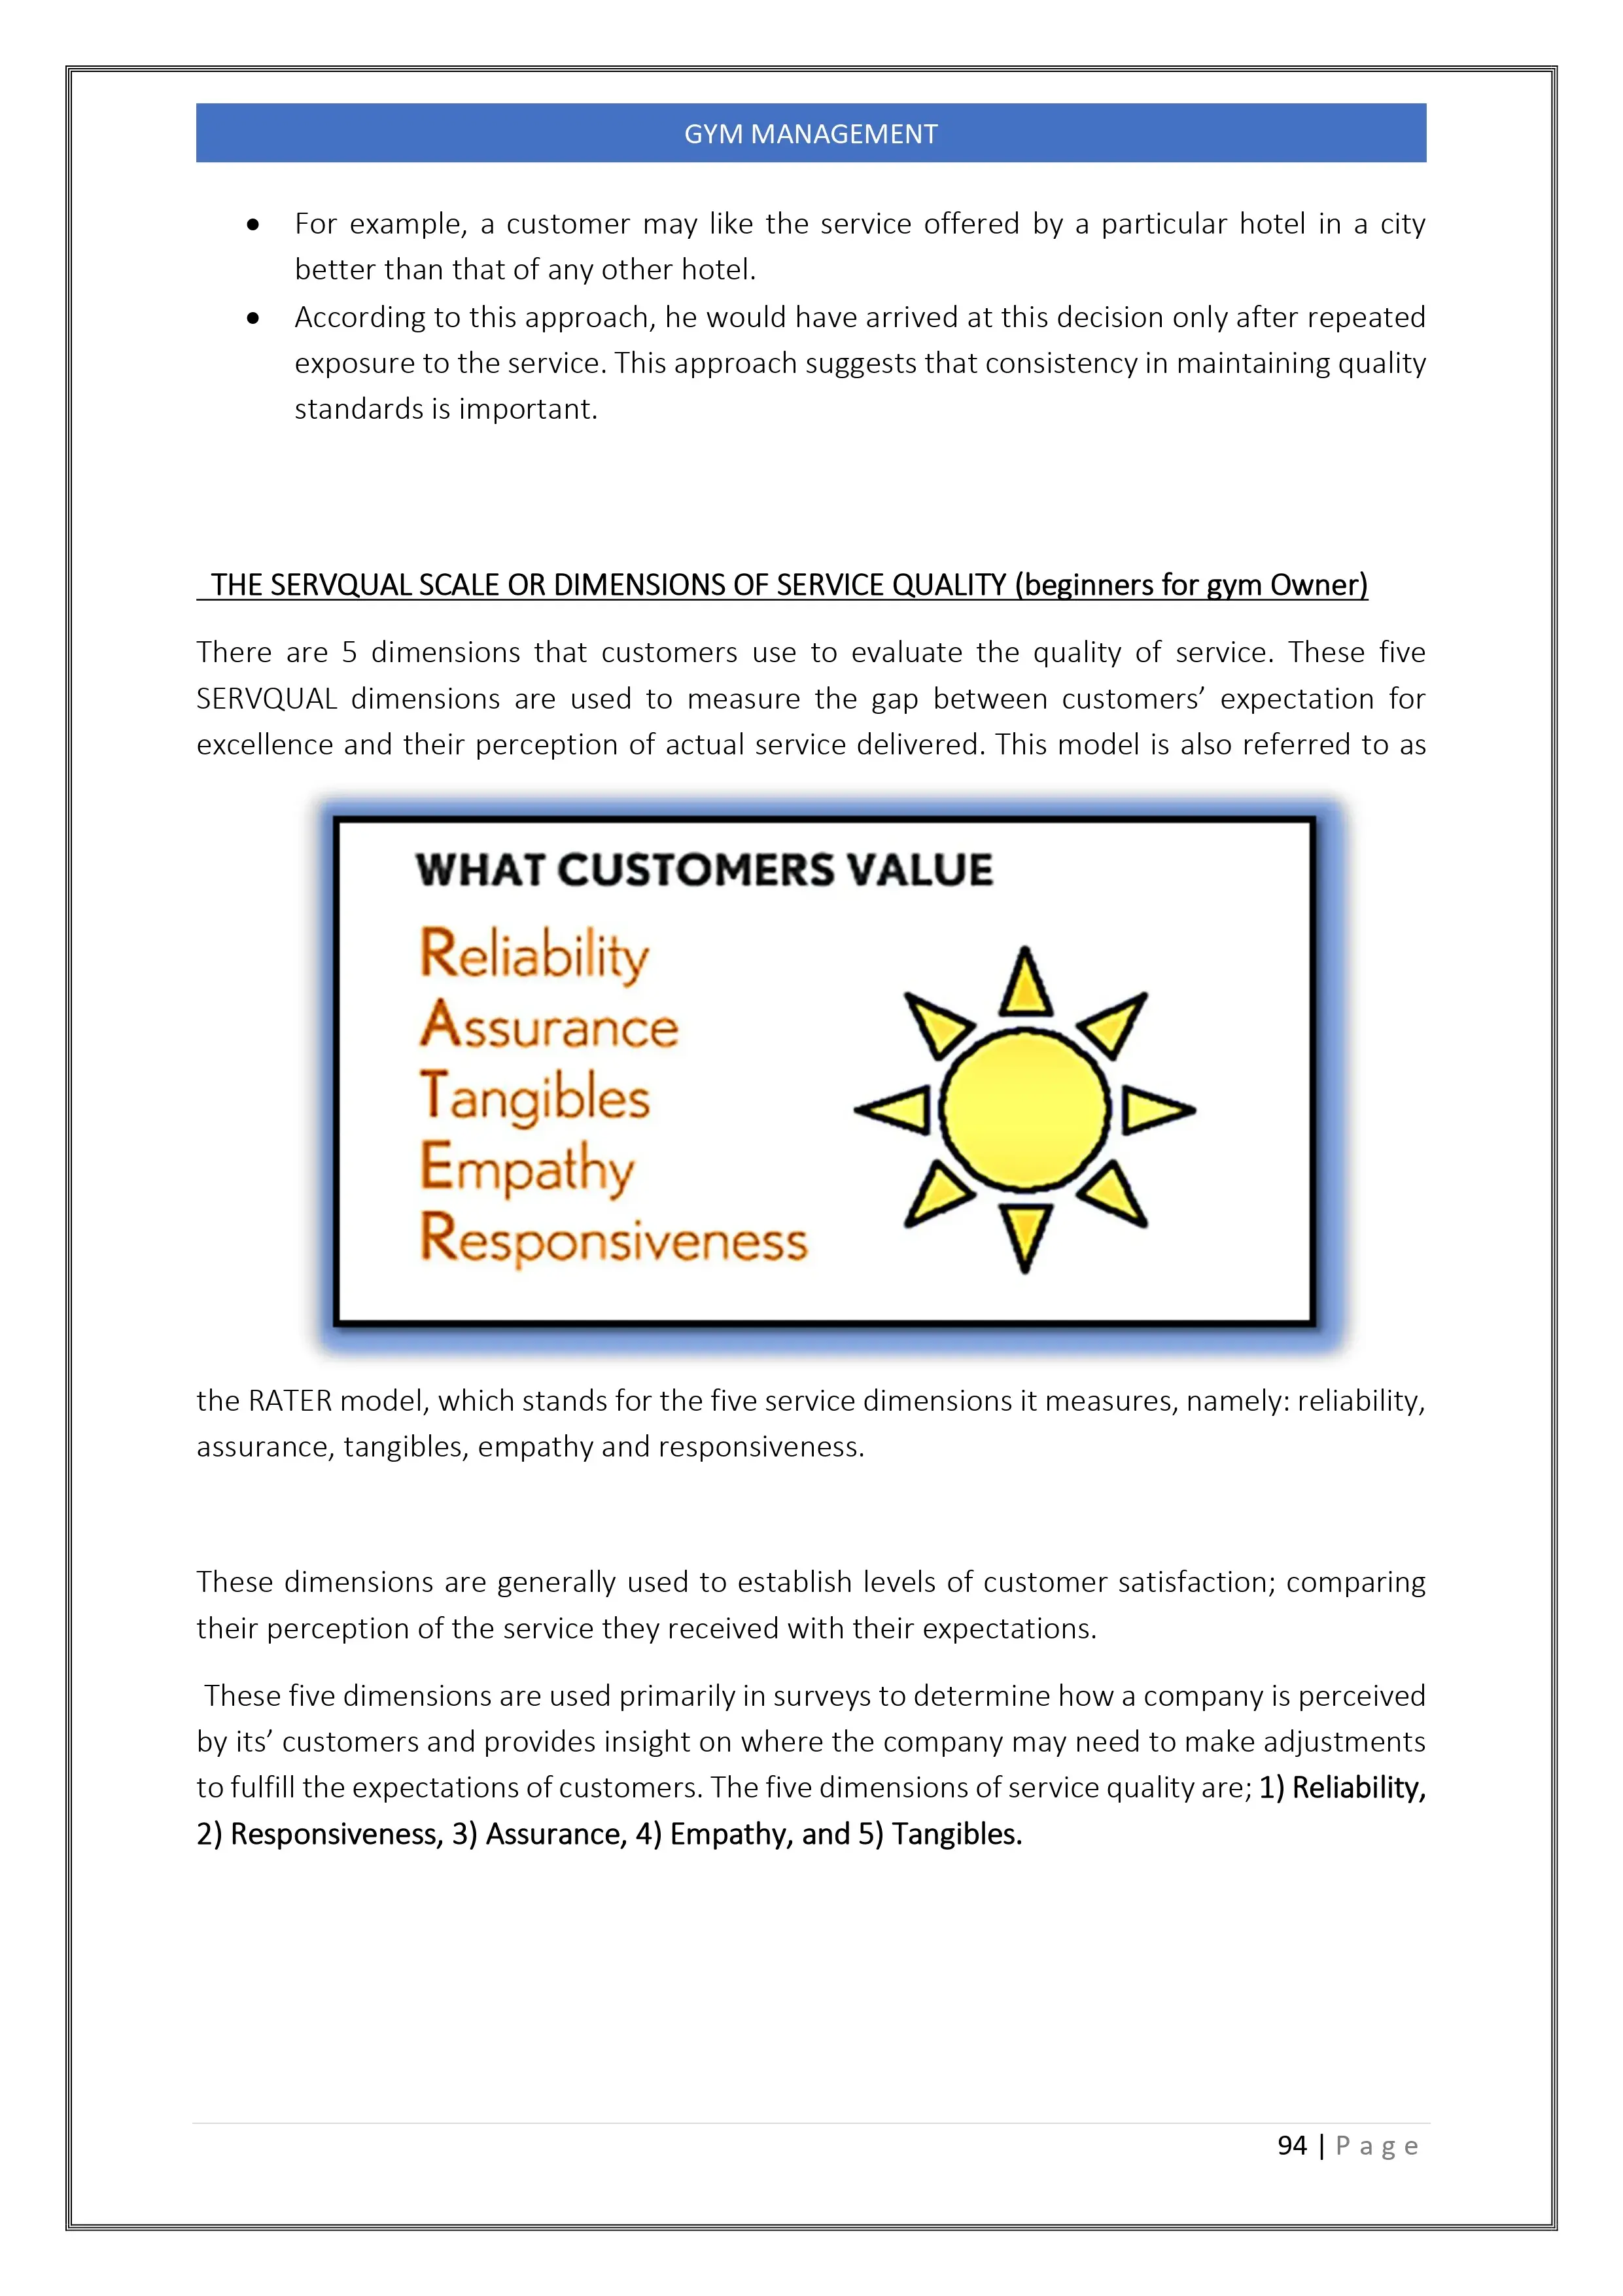 GYM MANAGEMENT
• For example, a customer may like the service offered by a particular hotel in a city
better than that of any other hotel.
• According to this approach, he would have arrived at this decision only after repeated
exposure to the service. This approach suggests that consistency in maintaining quality
standards is important.
THE SERVQUAL SCALE OR DIMENSIONS OF SERVICE QUALITY (beginners for gym Owner)
There are 5 dimensions that customers use to evaluate the quality of service. These five
SERVQUAL dimensions are used to measure the gap between customers’ expectation for
excellence and their perception of actual service delivered. This model is also referred to as
WHAT CUSTOMERS VALUE
Reliability
Assurance
Tangibles
Empathy
Responsiveness
the RATER model, which stands for the five service dimensions it measures, namely: reliability,
assurance, tangibles, empathy and responsiveness.
These dimensions are generally used to establish levels of customer satisfaction; comparing
their perception of the service they received with their expectations.
These five dimensions are used primarily in surveys to determine how a company is perceived
by its’ customers and provides insight on where the company may need to make adjustments
to fulfill the expectations of customers. The five dimensions of service quality are; 1) Reliability,
2) Responsiveness, 3) Assurance, 4) Empathy, and 5) Tangibles.
94 | P a g e